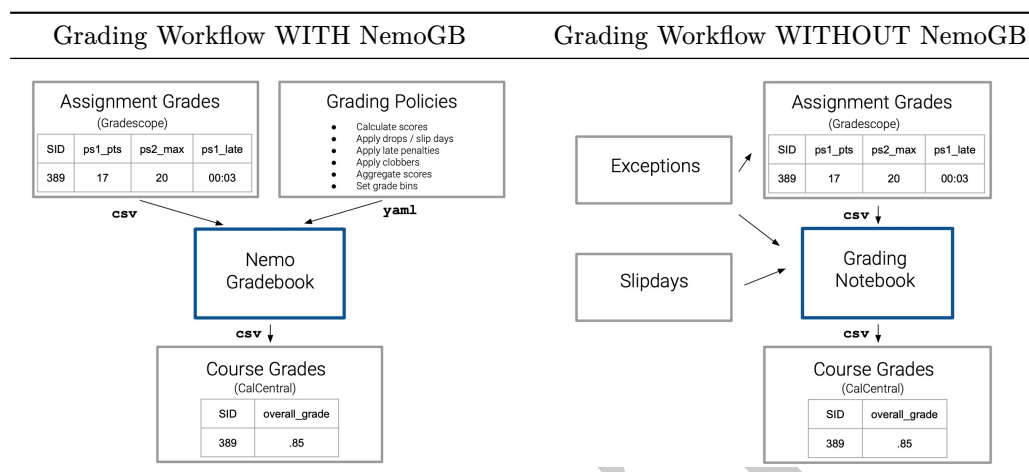 Grading Workflow WITH NemoGB
Grading Workflow WITHOUT NemoGB
Assignment Grades
(Gradescope)
SID ps1_pts ps2_max ps1_late
389 17 20 00:03
Grading Policies
● Calculate scores
● Apply drops / slip days
● Apply late penalties
● Apply clobbers
● Aggregate scores
● Set grade bins
csv
yaml
Nemo
Gradebook
csv
Course Grades
(CalCentral)
SID overall_grade
389 .85
Exceptions
Slipdays
Assignment Grades
(Gradescope)
SID ps1_pts ps2_max ps1_late
389 17 20 00:03
csv
Grading
Notebook
csv
Course Grades
(CalCentral)
SID overall_grade
389 .85